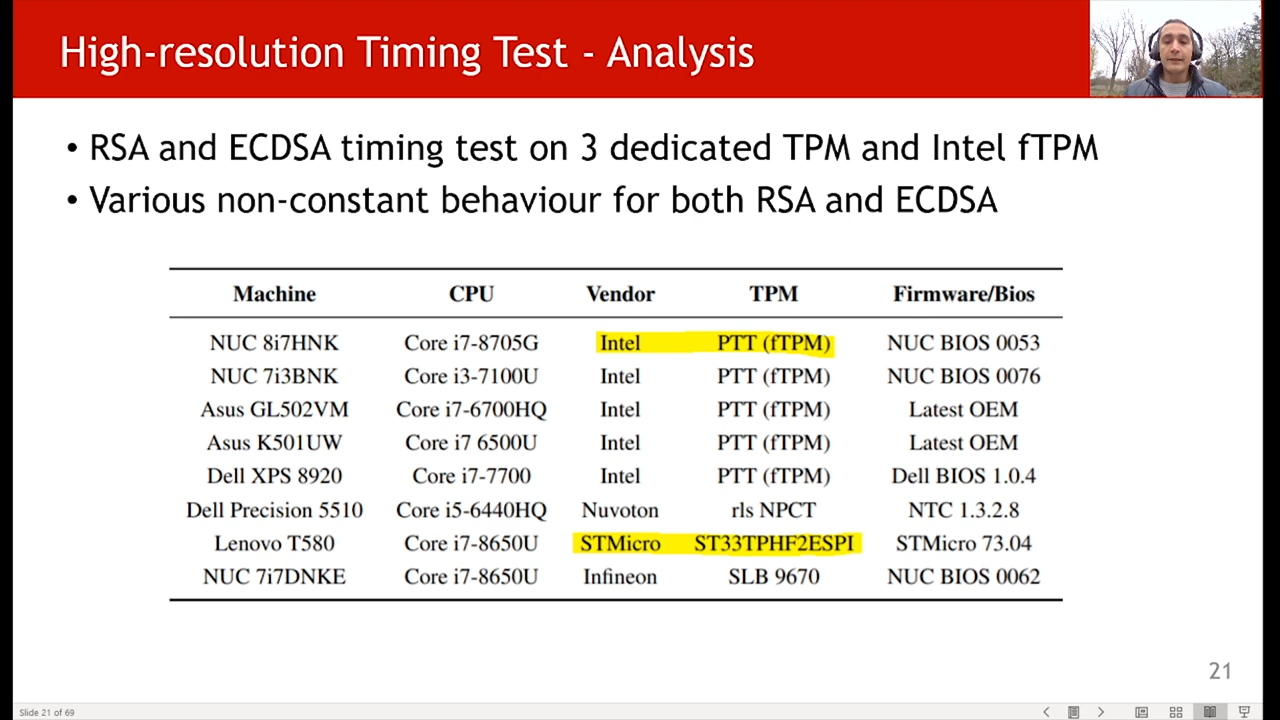 High-resolution Timing Test - Analysis
• RSA and ECDSA timing test on 3 dedicated TPM and Intel fTPM
• Various non-constant behaviour for both RSA and ECDSA
Machine CPU Vendor TPM Firmware/Bios
NUC 8i7HNK Core i7-8705G Intel PTT (fTPM) NUC BIOS 0053
NUC 7i3BNK Core i3-7100U Intel PTT (fTPM) NUC BIOS 0076
Asus GL502VM Core i7-6700HQ Intel PTT (fTPM) Latest OEM
Asus K501UW Core i7 6500U Intel PTT (fTPM) Latest OEM
Dell XPS 8920 Core i7-7700 Intel PTT (fTPM) Dell BIOS 1.0.4
Dell Precision 5510 Core i5-6440HQ Nuvoton rls NPCT NTC 1.3.2.8
Lenovo T580 Core i7-8650U STMicro ST33TPHF2ESPI STMicro 73.04
NUC 7i7DNKE Core i7-8650U Infineon SLB 9670 NUC BIOS 0062
21
Slide 21 of 69